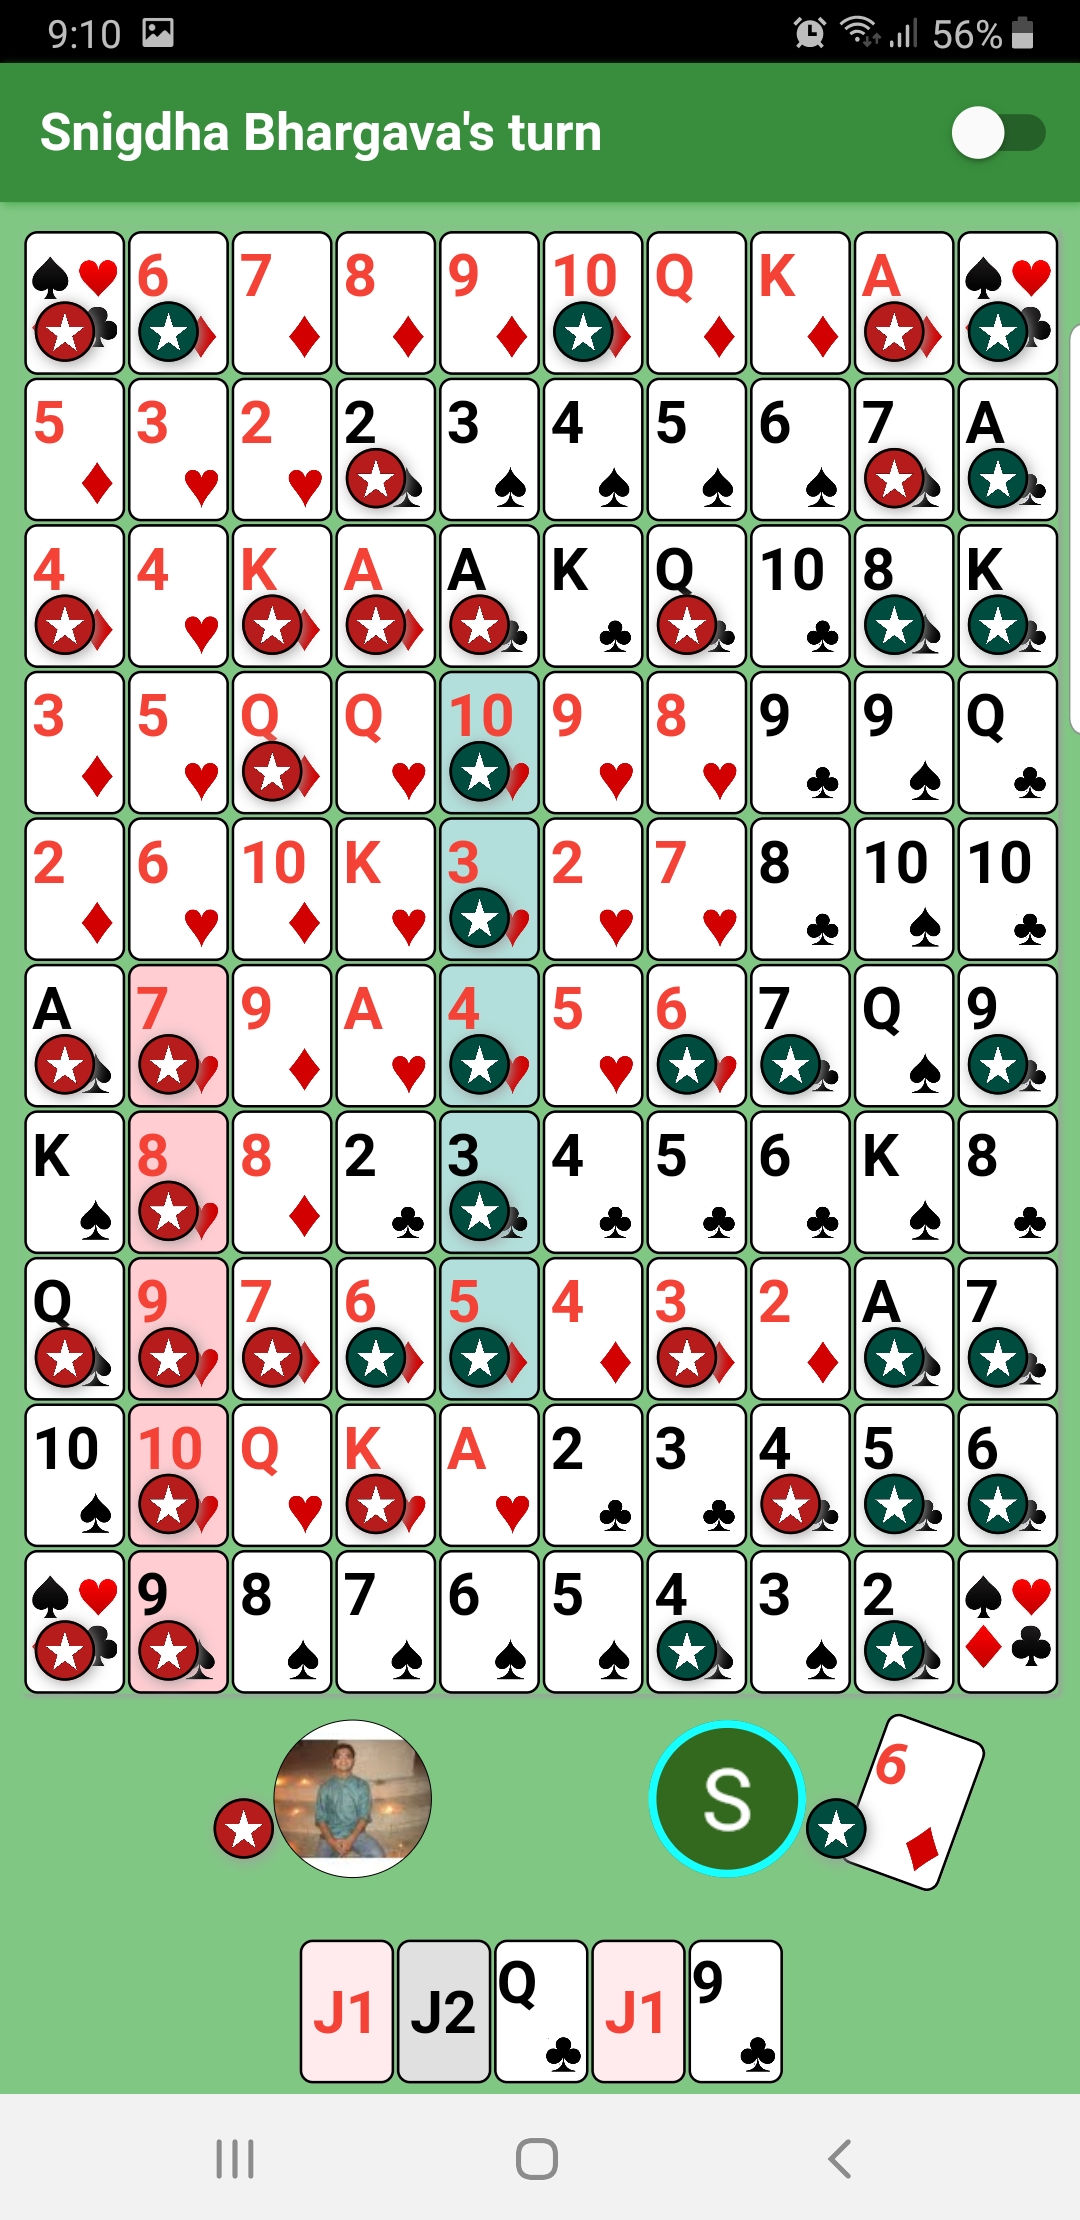 9:10 56%
Snigdha Bhargava's turn
6 7 8 9 10 Q K A
5 3 2 2 3 4 5 6 7 A
4 4 K A A K Q 10 8 K
3 5 Q Q 10 9 8 9 9 Q
2 6 10 K 3 2 7 8 10 10
A 7 9 A 4 5 6 7 Q 9
K 8 8 2 3 4 5 6 K 8
Q 9 7 6 5 4 3 2 A 7
10 10 Q K A 2 3 4 5 6
9 8 7 6 5 4 3 2
S 6
J1 J2 Q J1 9